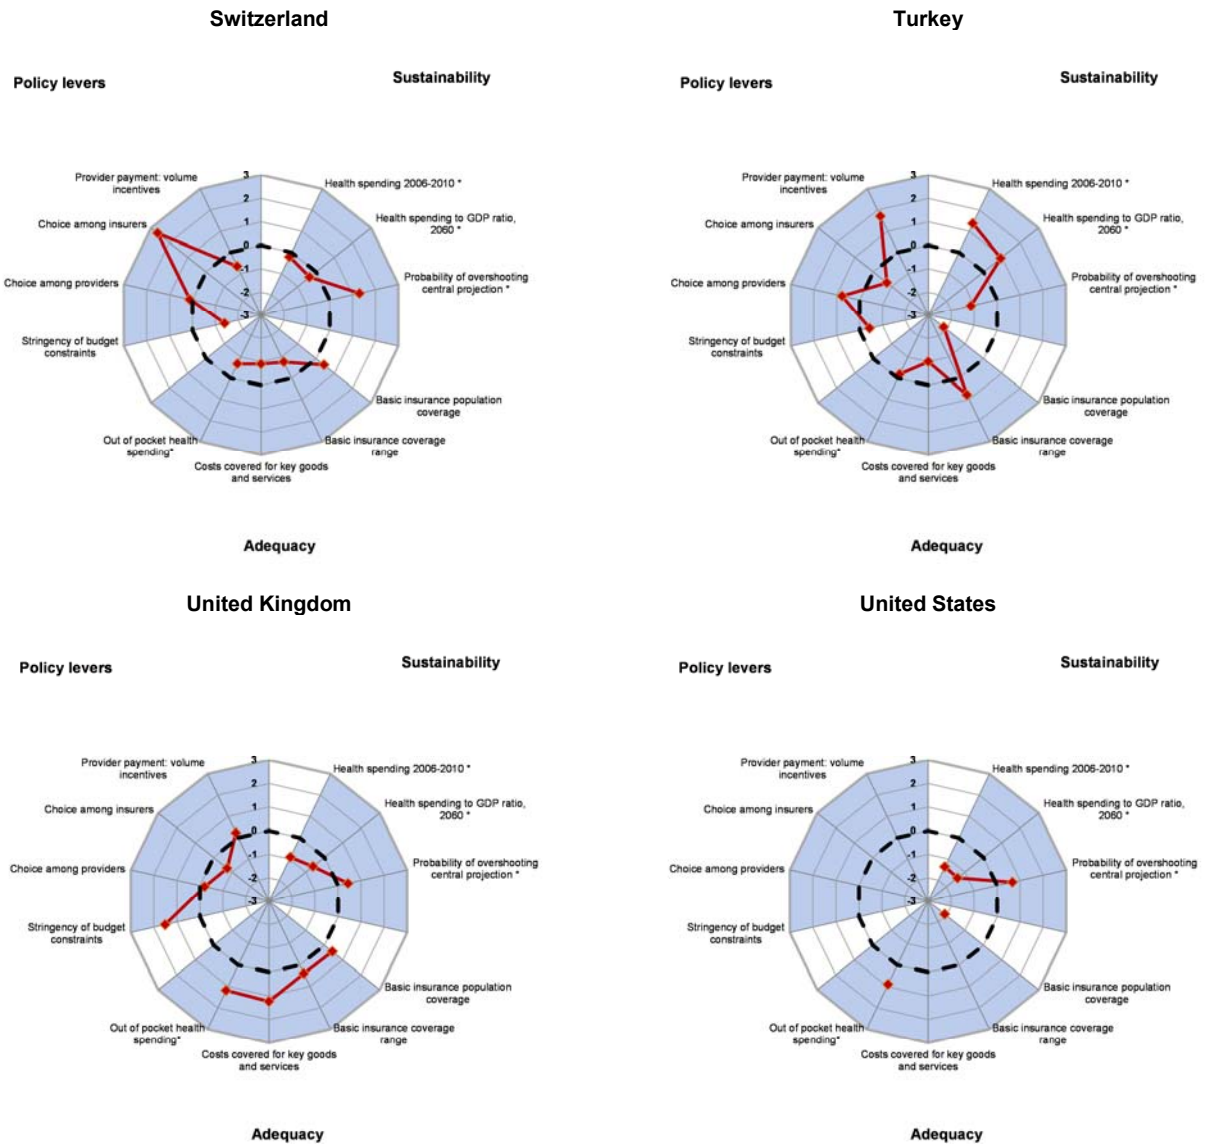 Switzerland
Policy levers
Sustainability
Provider payment: volume
incentives
Choice among insurers
Choice among providers
Stringency of budget
constraints
3
2
1
0
-1
-2
-3
Health spending 2006-2010 *
Health spending to GDP ratio,
2060 *
Probability of overshooting
central projection *
Basic insurance population
coverage
Basic insurance coverage
range
Out of pocket health
spending*
Costs covered for key goods
and services
Adequacy
Turkey
Policy levers
Sustainability
Provider payment: volume
incentives
Choice among insurers
Choice among providers
Stringency of budget
constraints
3
2
1
0
-1
-2
-3
Health spending 2006-2010 *
Health spending to GDP ratio,
2060 *
Probability of overshooting
central projection *
Basic insurance population
coverage
Basic insurance coverage
range
Out of pocket health
spending*
Costs covered for key goods
and services
Adequacy
United Kingdom
Policy levers
Sustainability
Provider payment: volume
incentives
Choice among insurers
Choice among providers
Stringency of budget
constraints
3
2
1
0
-1
-2
-3
Health spending 2006-2010 *
Health spending to GDP ratio,
2060 *
Probability of overshooting
central projection *
Basic insurance population
coverage
Basic insurance coverage
range
Out of pocket health
spending*
Costs covered for key goods
and services
Adequacy
United States
Policy levers
Sustainability
Provider payment: volume
incentives
Choice among insurers
Choice among providers
Stringency of budget
constraints
3
2
1
0
-1
-2
-3
Health spending 2006-2010 *
Health spending to GDP ratio,
2060 *
Probability of overshooting
central projection *
Basic insurance population
coverage
Basic insurance coverage
range
Out of pocket health
spending*
Costs covered for key goods
and services
Adequacy